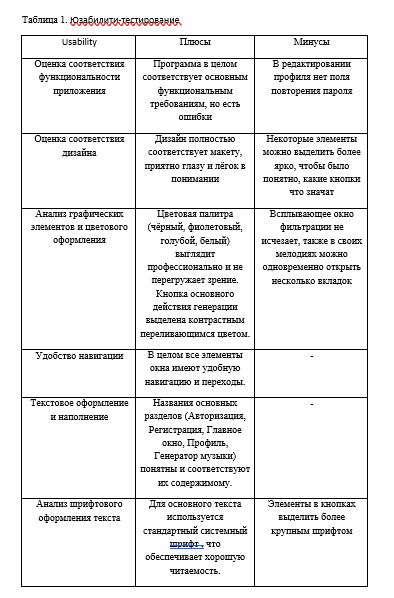 Таблица 1. Юзабилити-тестирование
Usability
Плюсы
Минусы
Оценка соответствия
функциональности
приложения
Программа в целом
соответствует основным
функциональным
требованиям, но есть
ошибки
В редактировании
профиля нет поля
повторения пароля
Оценка соответствия
дизайна
Дизайн полностью
соответствует макету,
приятно глазу и лёгок в
понимании
Некоторые элементы
можно выделить более
ярко, чтобы было
понятно, какие кнопки
что значат
Анализ графических
элементов и цветового
оформления
Цветовая палитра
(чёрный, фиолетовый,
голубой, белый)
выглядит
профессионально и не
перегружает зрение.
Кнопка основного
действия генерации
выделена контрастным
переливающимся цветом.
Всплывающее окно
фильтрации не
исчезает, также в своих
мелодиях можно
одновременно открыть
несколько вкладок
Удобство навигации
В целом все элементы
окна имеют удобную
навигацию и переходы.
-
Текстовое оформление
и наполнение
Названия основных
разделов (Авторизация,
Регистрация, Главное
окно, Профиль,
Генератор музыки)
понятны и соответствуют
их содержимому.
-
Анализ шрифтового
оформления текста
Для основного текста
используется
стандартный системный
шрифт , что
обеспечивает хорошую
читаемость.
Элементы в кнопках
выделить более
крупным шрифтом